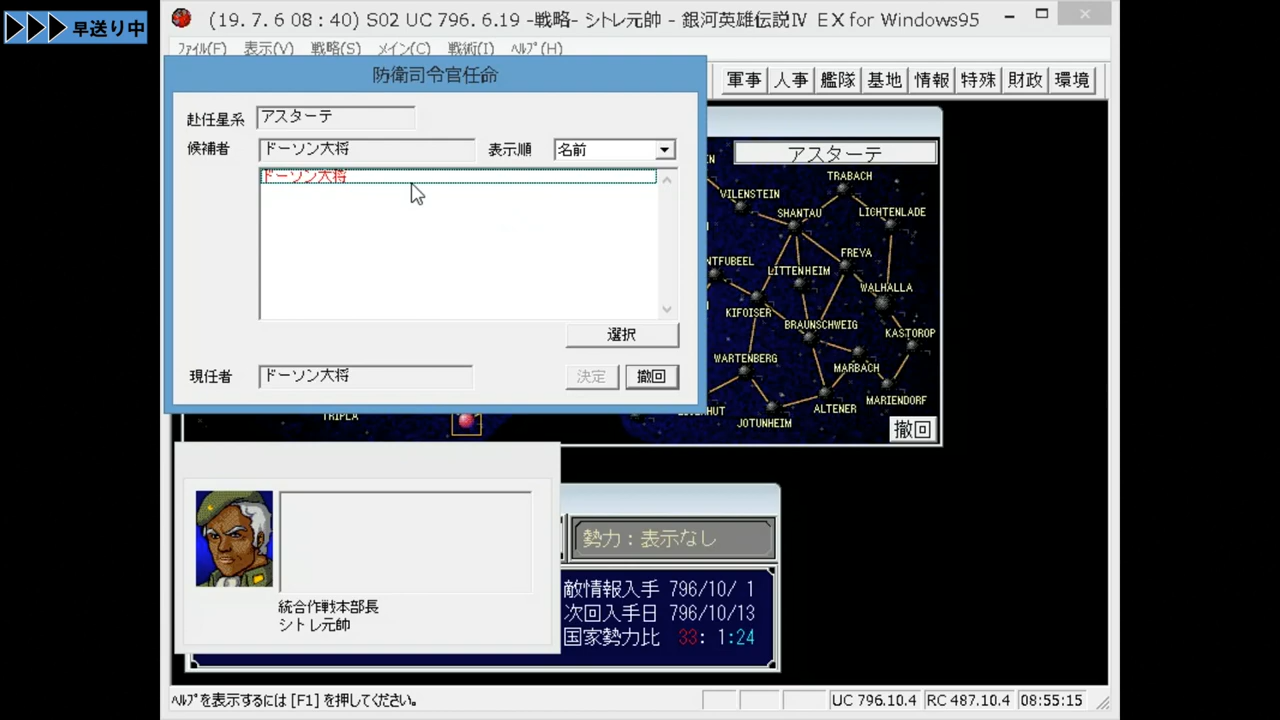 早送り中
(19. 7. 6 08：40) S02 UC 796. 6.19 -戦略- シトレ元帥 - 銀河英雄伝説Ⅳ EX for Windows95
ﾌｧｲﾙ(F) 表示(V) 戦略(S) メイン(C) 戦術(I) ﾍﾙﾌﾟ(H)
軍事 人事 艦隊 基地 情報 特殊 財政 環境
防衛司令官任命
赴任星系 アスターテ
候補者 ドーソン大将 表示順 名前
ドーソン大将
選択
現任者 ドーソン大将 決定 撤回
アスターテ
TRABACH
VILENSTEIN
SHANTAU
LICHTENLADE
FREYA
NTFUBEEL
LITTENHEIM
WALHALLA
KIFOISER
BRAUNSCHWEIG
KASTOROP
WARTENBERG
MARBACH
MARIENDORF
ALTENER
JOTUNHEIM
TRIPLA
撤回
統合作戦本部長
シトレ元帥
勢力：表示なし
敵情報入手 796/10/ 1
次回入手日 796/10/13
国家勢力比 33： 1:24
ﾍﾙﾌﾟを表示するには [F1] を押してください。
UC 796.10.4 RC 487.10.4 08:55:15